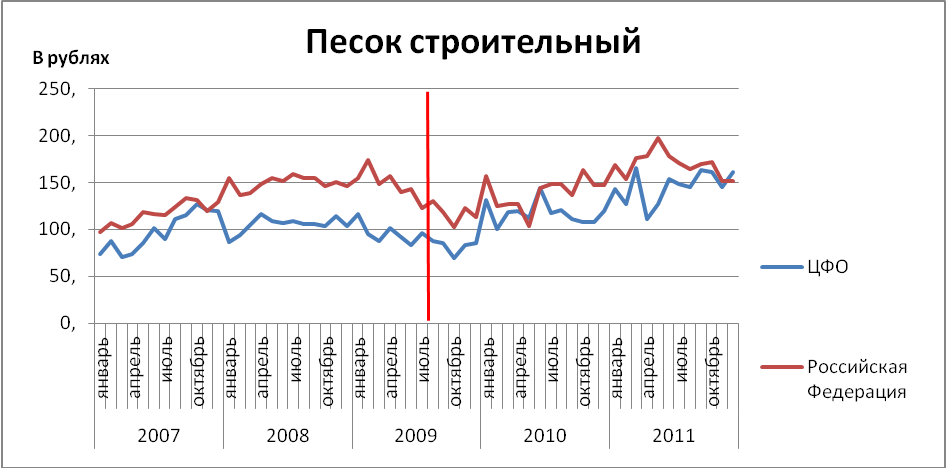 Песок строительный
В рублях
250,
200,
150,
100,
50,
0,
январь
апрель
июль
октябрь
январь
апрель
июль
октябрь
январь
апрель
июль
октябрь
январь
апрель
июль
октябрь
январь
апрель
июль
октябрь
2007
2008
2009
2010
2011
ЦФО
Российская
Федерация